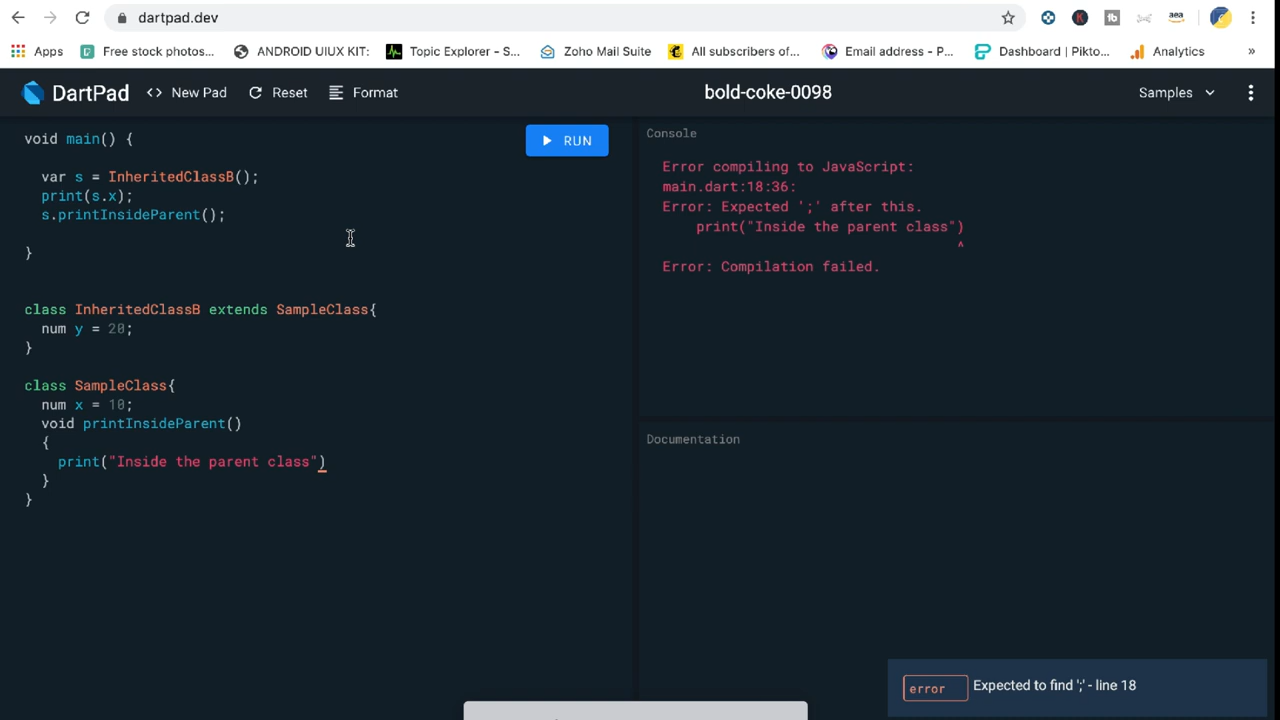 dartpad.dev
Apps Free stock photos... ANDROID UIUX KIT: Topic Explorer - S... Zoho Mail Suite All subscribers of... Email address - P... Dashboard | Pikto... Analytics »
DartPad <> New Pad Reset Format bold-coke-0098 Samples
void main() {
RUN
var s = InheritedClassB();
print(s.x);
s.printInsideParent();
}
class InheritedClassB extends SampleClass{
num y = 20;
}
class SampleClass{
num x = 10;
void printInsideParent()
{
print("Inside the parent class")
}
}
Console
Error compiling to JavaScript:
main.dart:18:36:
Error: Expected ';' after this.
print("Inside the parent class")
^
Error: Compilation failed.
Documentation
error Expected to find ';' - line 18
K
fb
aea